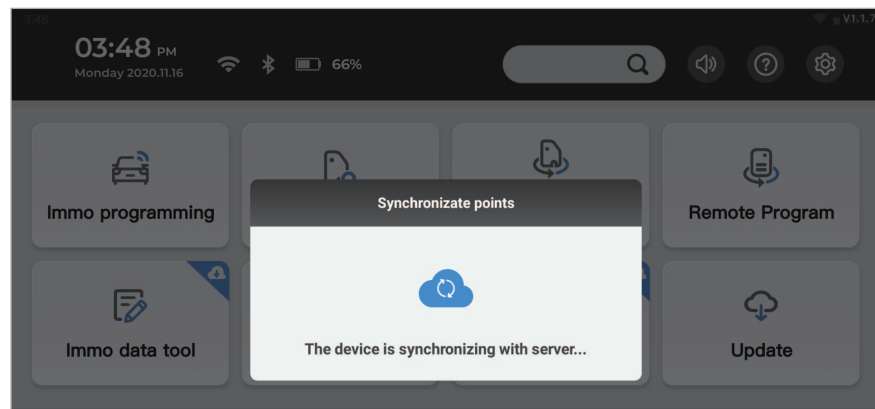 3:48
V1.1.7
03:48 PM
Monday 2020.11.16
66%
Immo programming
Remote Program
Synchronizate points
The device is synchronizing with server...
Immo data tool
Update